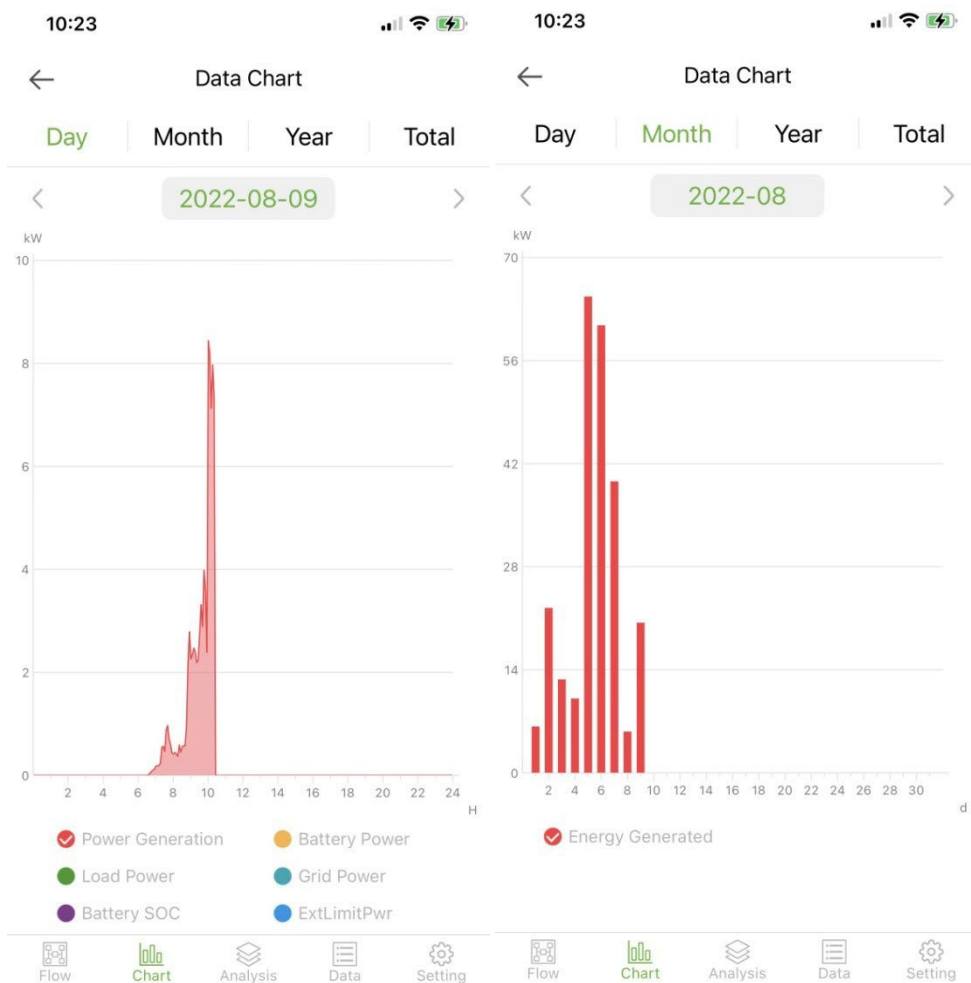 10:23
Data Chart
Day Month Year Total
2022-08-09
kW
10
8
6
4
2
0
2 4 6 8 10 12 14 16 18 20 22 24
H
Power Generation Battery Power
Load Power Grid Power
Battery SOC ExtLimitPwr
Flow Chart Analysis Data Setting
10:23
Data Chart
Day Month Year Total
2022-08
kW
70
56
42
28
14
0
2 4 6 8 10 12 14 16 18 20 22 24 26 28 30
d
Energy Generated
Flow Chart Analysis Data Setting